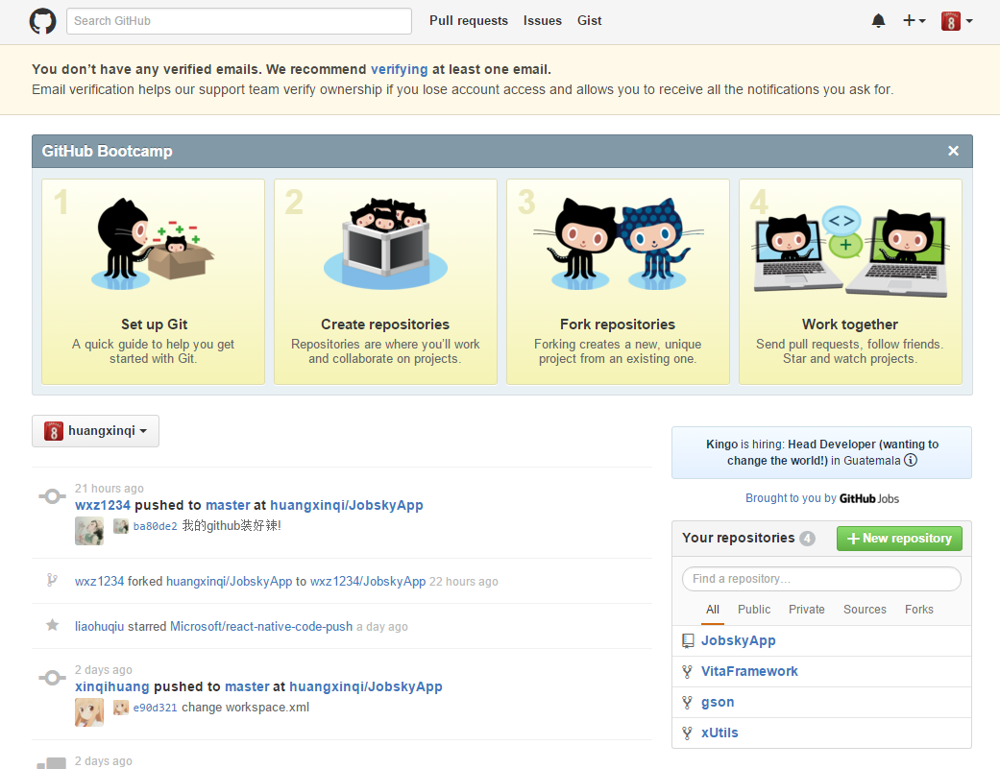 Search GitHub
Pull requests Issues Gist
You don’t have any verified emails. We recommend verifying at least one email.
Email verification helps our support team verify ownership if you lose account access and allows you to receive all the notifications you ask for.
GitHub Bootcamp
1
Set up Git
A quick guide to help you get
started with Git.
2
Create repositories
Repositories are where you’ll work
and collaborate on projects.
3
Fork repositories
Forking creates a new, unique
project from an existing one.
4
Work together
Send pull requests, follow friends.
Star and watch projects.
huangxinqi
21 hours ago
wxz1234 pushed to master at huangxinqi/JobskyApp
ba80de2 我的github装好辣!
wxz1234 forked huangxinqi/JobskyApp to wxz1234/JobskyApp 22 hours ago
liaohuqiu starred Microsoft/react-native-code-push a day ago
2 days ago
xinqihuang pushed to master at huangxinqi/JobskyApp
e90d321 change workspace.xml
2 days ago
Kingo is hiring: Head Developer (wanting to
change the world!) in Guatemala
Brought to you by GitHub Jobs
Your repositories 4
New repository
Find a repository…
All Public Private Sources Forks
JobskyApp
VitaFramework
gson
xUtils